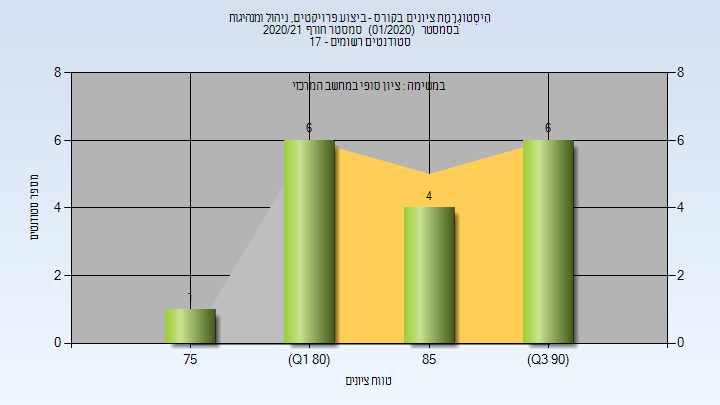 היסטוגרמת ציונים בקורס - ביצוע פרויקטים, ניהול ומנהיגות
בסמסטר (01/2020) סמסטר חורף 2020/21
סטודנטים רשומים - 17
במשימה : ציון סופי במחשב המרכזי
8 8
6 6
4 4
2 2
0 0
1 6 4 6
מספר סטודנטים
75 (Q1 80) 85 (Q3 90)
טווח ציונים